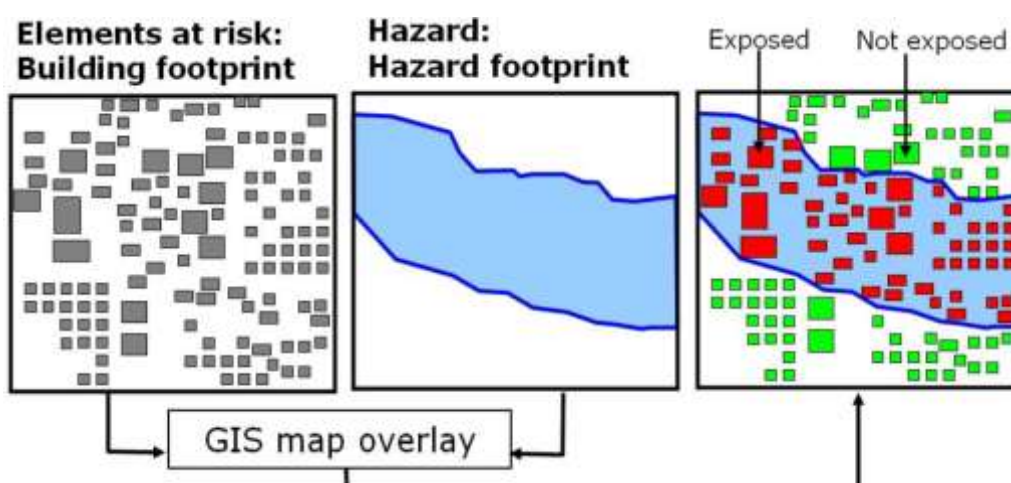 Elements at risk:
Building footprint
Hazard:
Hazard footprint
Exposed
Not exposed
GIS map overlay